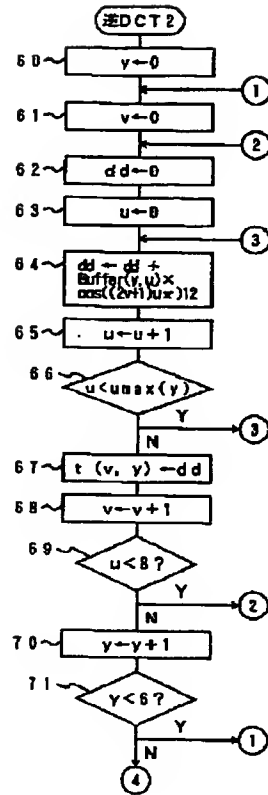 逆DCT2
60
y←0
1
61
v←0
2
62
dd←0
63
u←0
3
64
dd ← dd +
Buffer(y,u)×
cos((2v+1)uπ)12
65
u←u+1
66
u<umax(y)
Y
3
N
67
t (v, y) ←dd
68
v←v+1
69
u<8?
Y
2
N
70
y←y+1
71
y<6?
Y
1
N
4